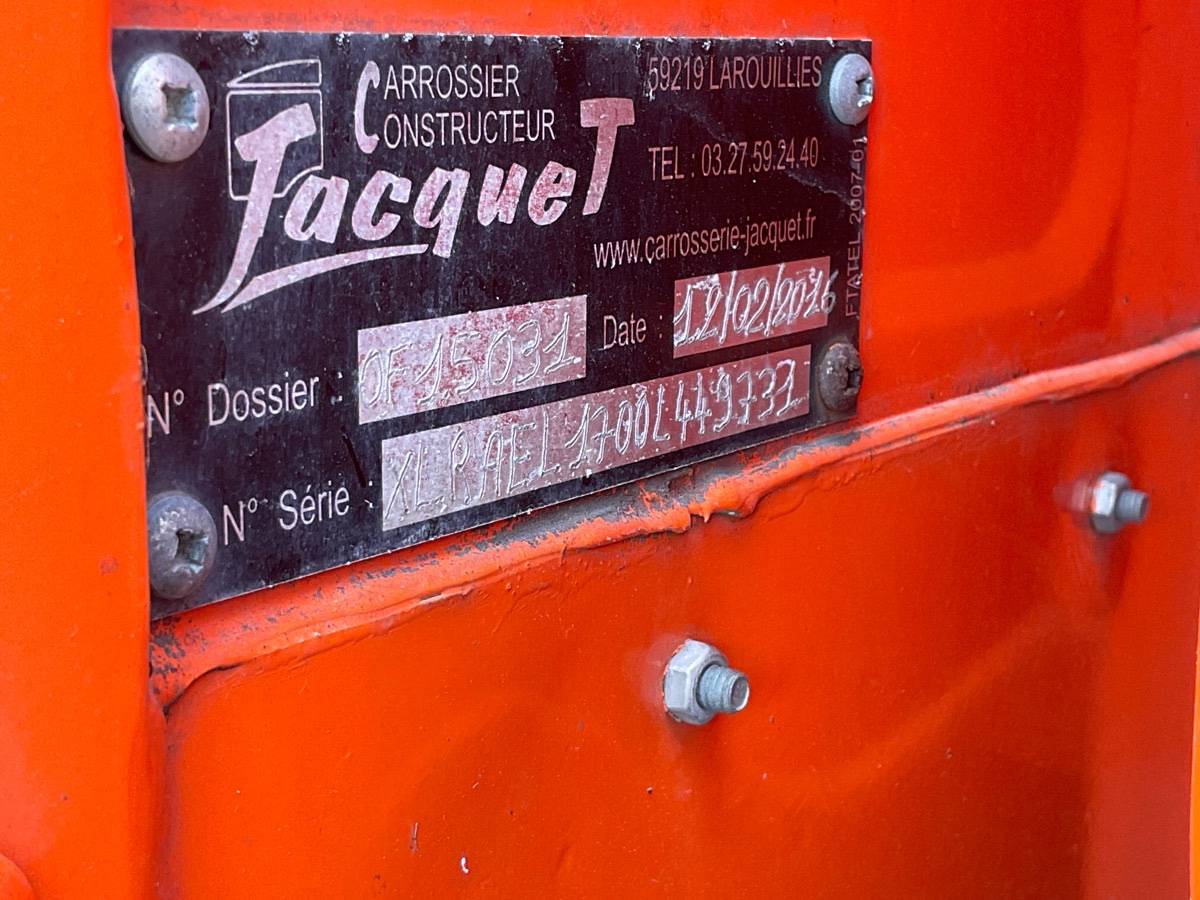 CARROSSIER
CONSTRUCTEUR
JacqueT
59219 LAROUILLIES
TEL : 03.27.59.24.40
www.carrosserie-jacquet.fr
N° Dossier : OF15031
Date : 12/02/2016
N° Série : XLRAEL1700L449731
FTATEL 2007-01